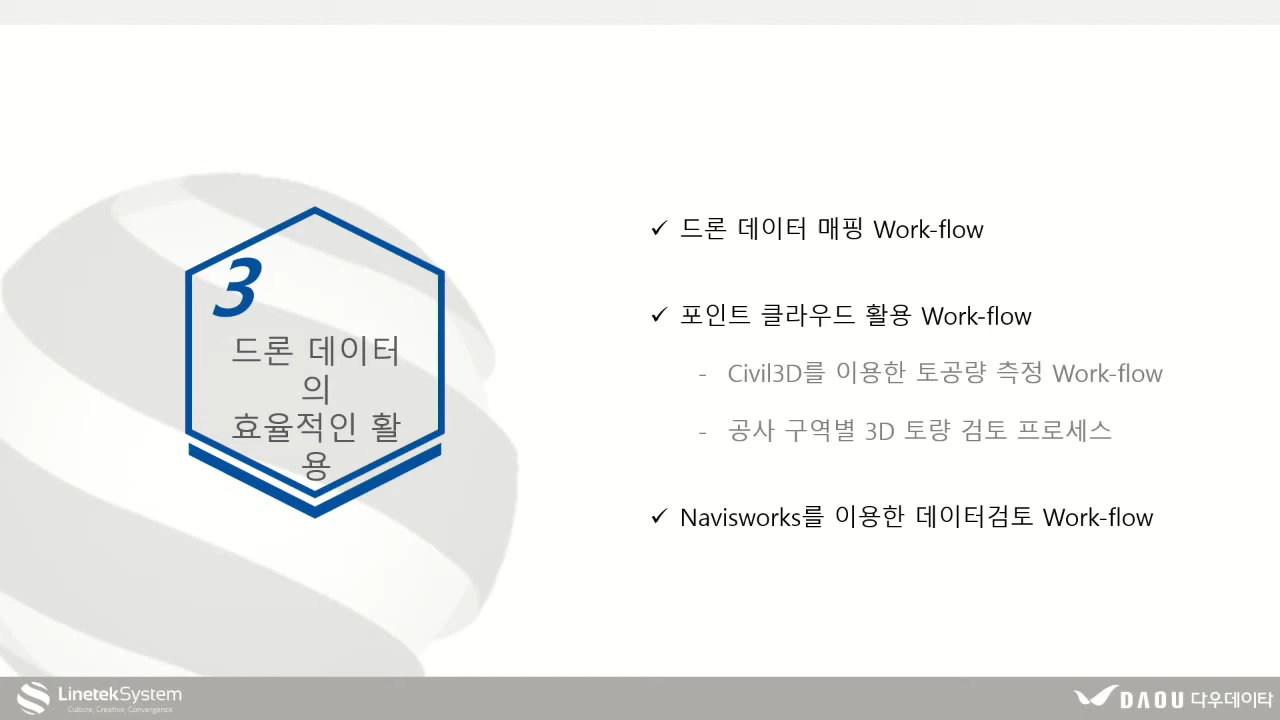 3
드론 데이터
의
효율적인 활
용
✓ 드론 데이터 매핑 Work-flow
✓ 포인트 클라우드 활용 Work-flow
- Civil3D를 이용한 토공량 측정 Work-flow
- 공사 구역별 3D 토량 검토 프로세스
✓ Navisworks를 이용한 데이터검토 Work-flow
LinetekSystem
Culture, Creative, Convergence
DAOU 다우데이타